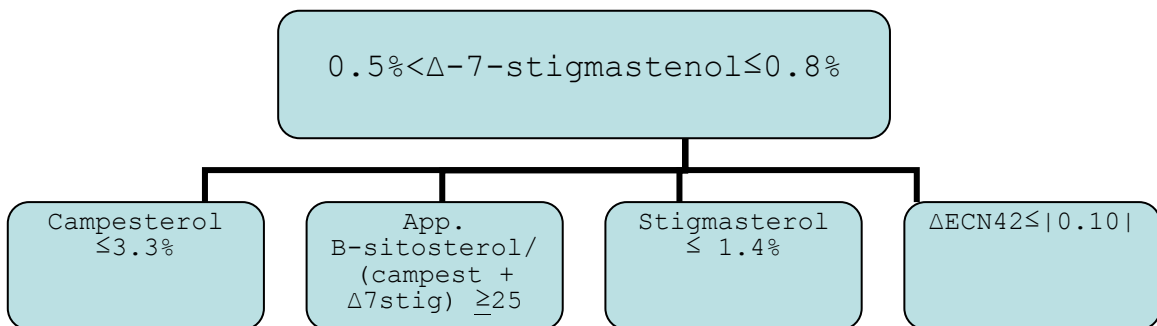 0.5%<Δ-7-stigmastenol≤0.8%
Campesterol
≤3.3%
App.
B-sitosterol/
(campest +
Δ7stig) ≥25
Stigmasterol
≤ 1.4%
ΔECN42≤|0.10|